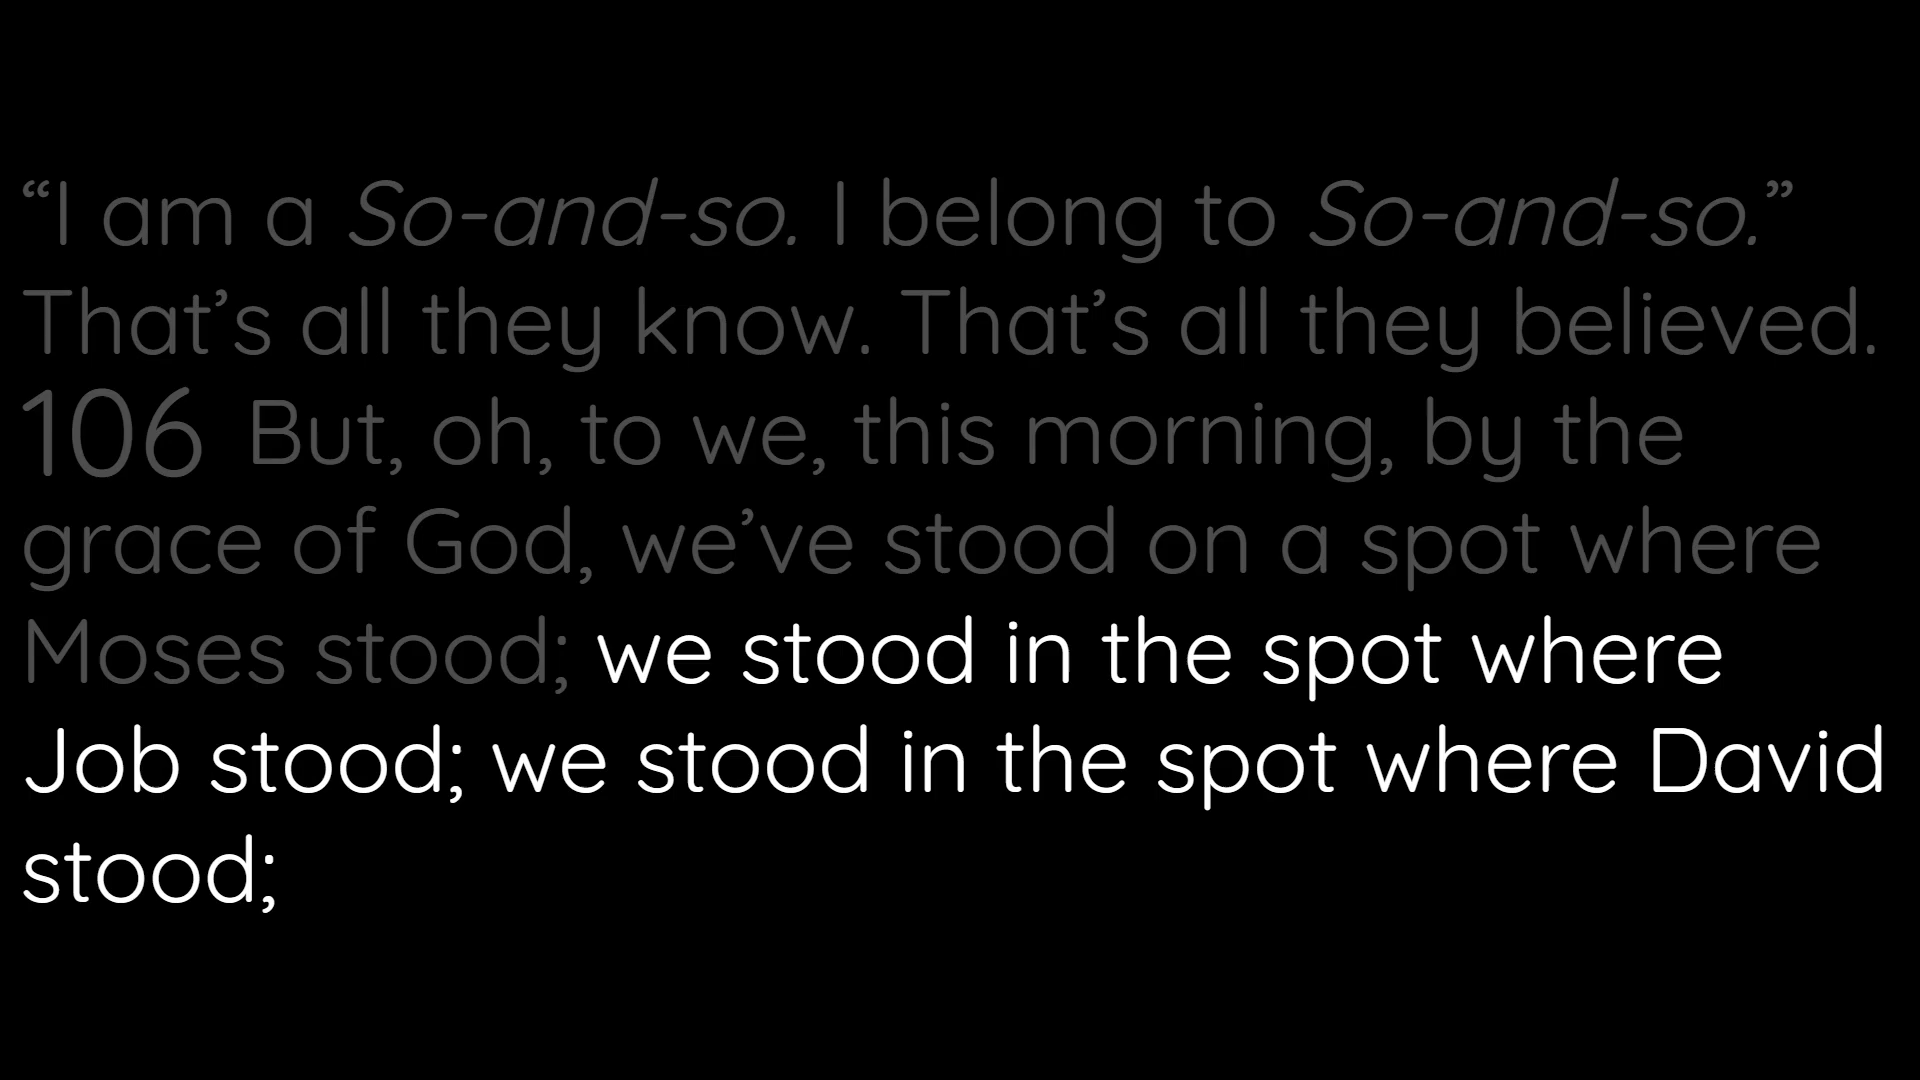 “I am a So-and-so. I belong to So-and-so.”
That’s all they know. That’s all they believed.
106 But, oh, to we, this morning, by the
grace of God, we’ve stood on a spot where
Moses stood; we stood in the spot where
Job stood; we stood in the spot where David
stood;